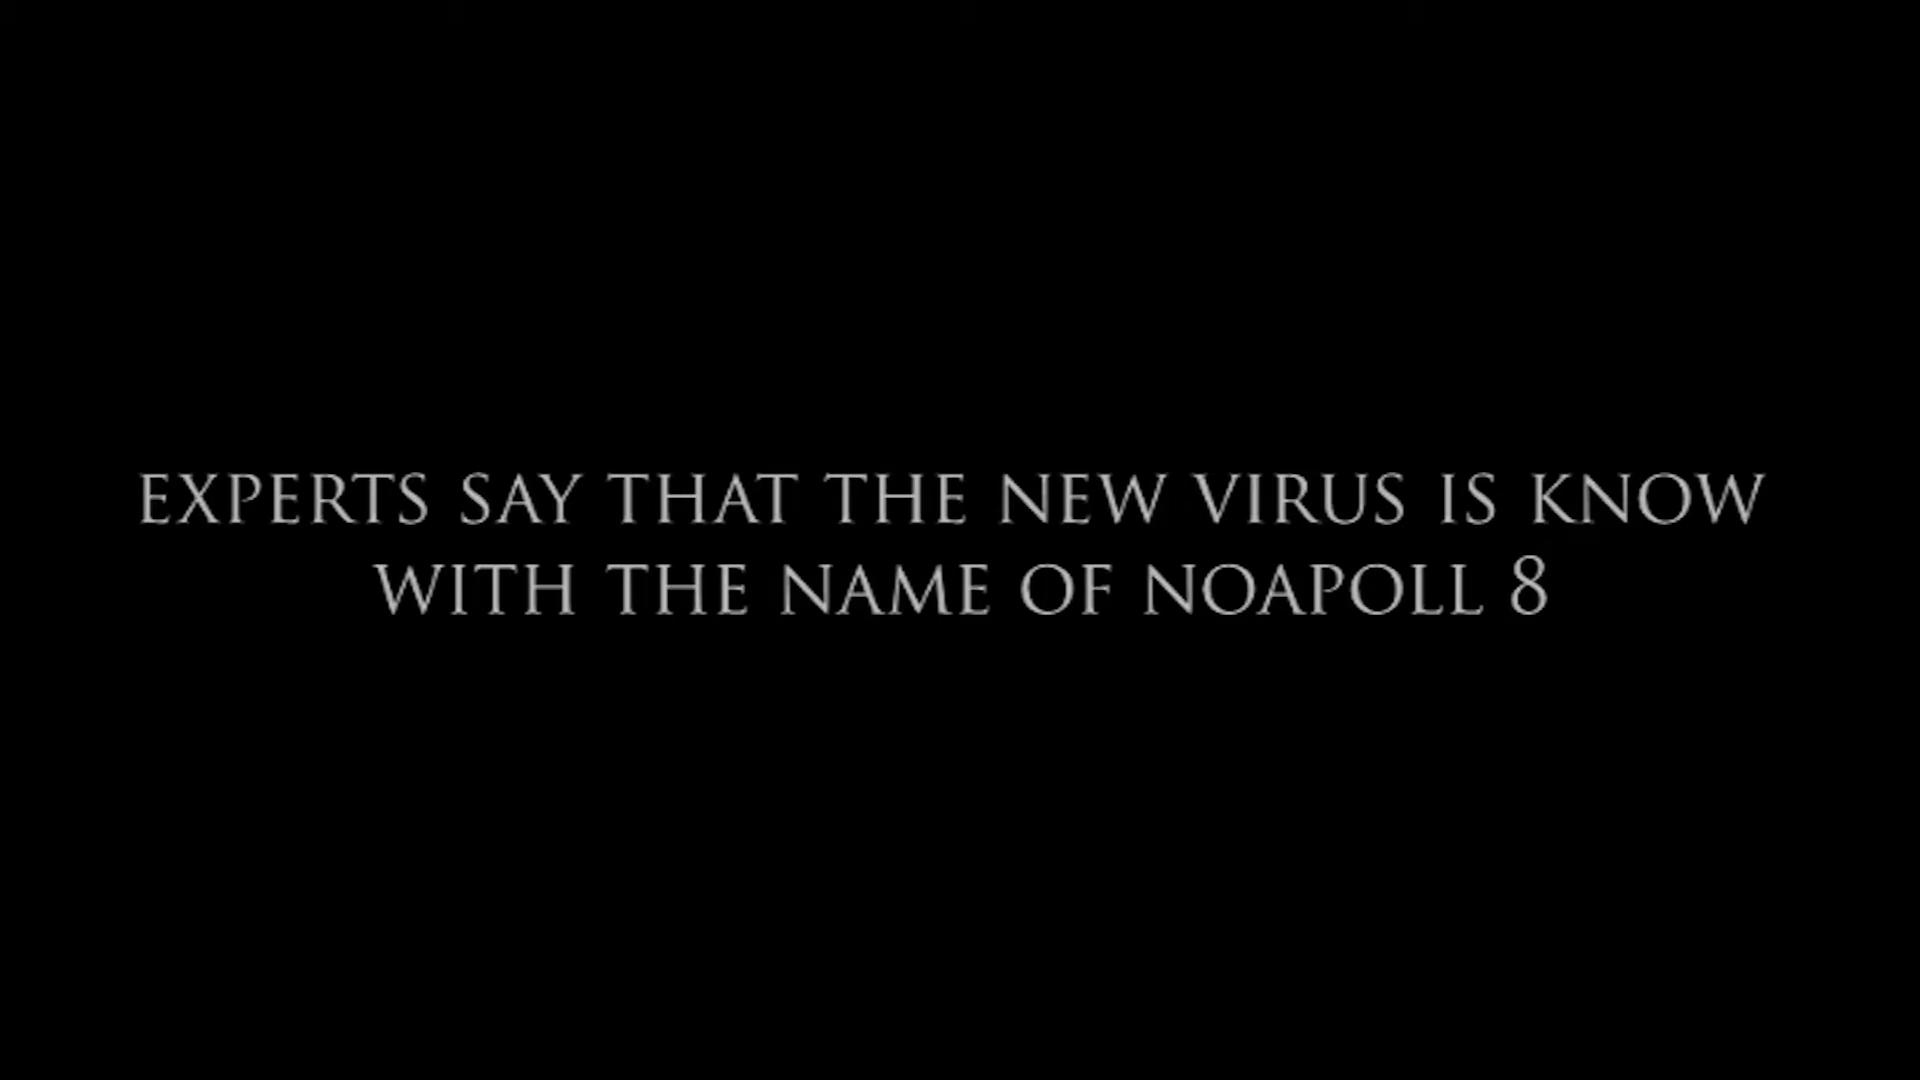 EXPERTS SAY THAT THE NEW VIRUS IS KNOW
WITH THE NAME OF NOAPOLL 8